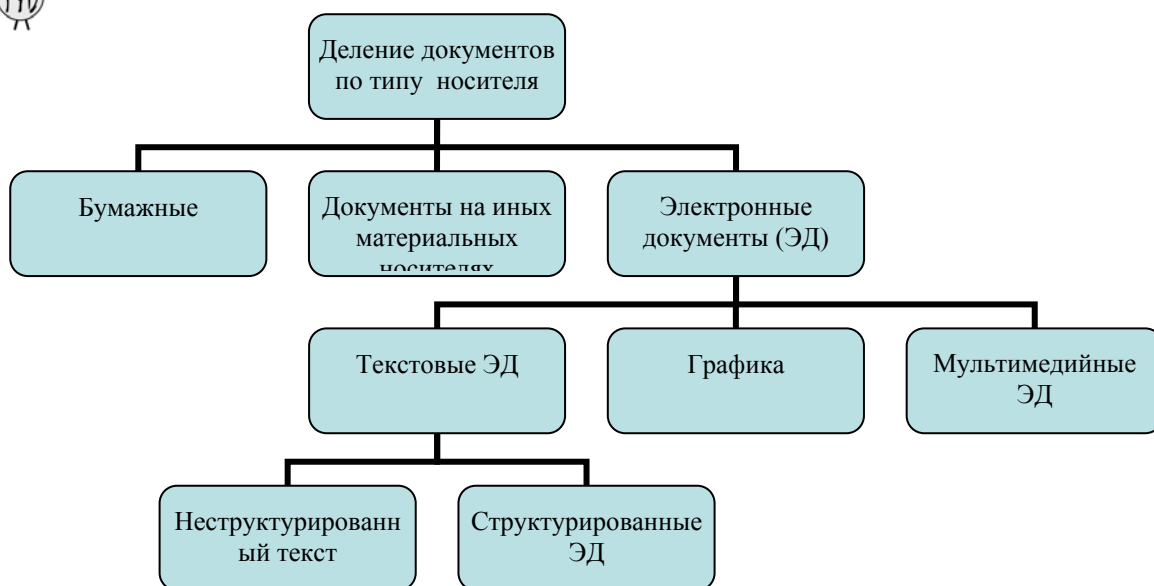 Деление документов
по типу носителя
Бумажные
Документы на иных
материальных
носителях
Электронные
документы (ЭД)
Текстовые ЭД
Графика
Мультимедийные
ЭД
Неструктурированн
ый текст
Структурированные
ЭД